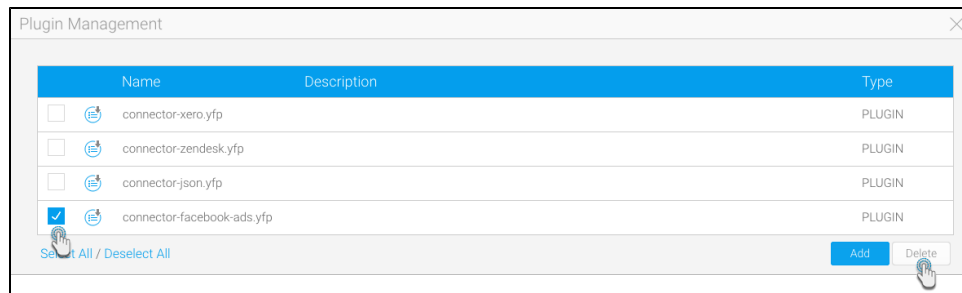 Plugin Management
Name Description Type
connector-xero.yfp PLUGIN
connector-zendesk.yfp PLUGIN
connector-json.yfp PLUGIN
connector-facebook-ads.yfp PLUGIN
Select All / Deselect All Add Delete